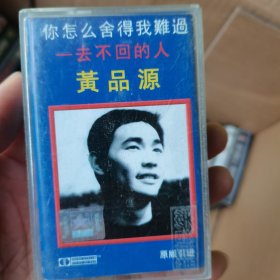 你怎么舍得我難過
一去不回的人
黃品源
原版引进